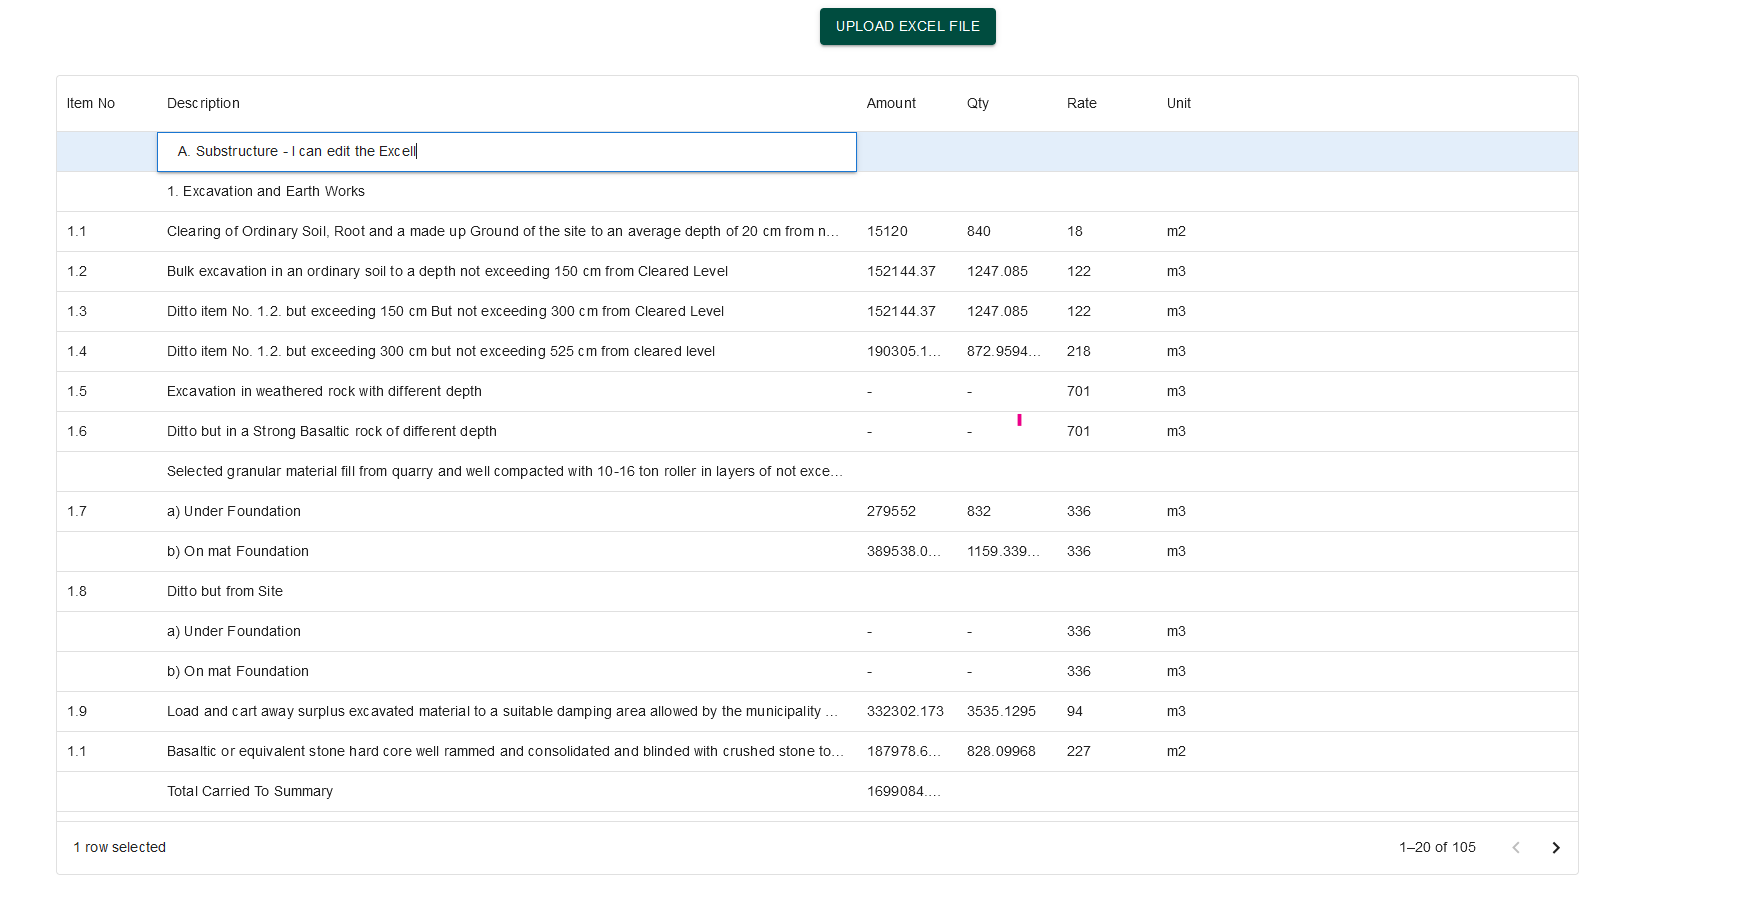 UPLOAD EXCEL FILE
Item No Description Amount Qty Rate Unit
A. Substructure - I can edit the Excell
1. Excavation and Earth Works
1.1 Clearing of Ordinary Soil, Root and a made up Ground of the site to an average depth of 20 cm from n... 15120 840 18 m2
1.2 Bulk excavation in an ordinary soil to a depth not exceeding 150 cm from Cleared Level 152144.37 1247.085 122 m3
1.3 Ditto item No. 1.2. but exceeding 150 cm But not exceeding 300 cm from Cleared Level 152144.37 1247.085 122 m3
1.4 Ditto item No. 1.2. but exceeding 300 cm but not exceeding 525 cm from cleared level 190305.1... 872.9594... 218 m3
1.5 Excavation in weathered rock with different depth - - 701 m3
1.6 Ditto but in a Strong Basaltic rock of different depth - - 701 m3
Selected granular material fill from quarry and well compacted with 10-16 ton roller in layers of not exce...
1.7 a) Under Foundation 279552 832 336 m3
b) On mat Foundation 389538.0... 1159.339... 336 m3
1.8 Ditto but from Site
a) Under Foundation - - 336 m3
b) On mat Foundation - - 336 m3
1.9 Load and cart away surplus excavated material to a suitable damping area allowed by the municipality ... 332302.173 3535.1295 94 m3
1.1 Basaltic or equivalent stone hard core well rammed and consolidated and blinded with crushed stone to... 187978.6... 828.09968 227 m2
Total Carried To Summary 1699084....
1 row selected 1–20 of 105